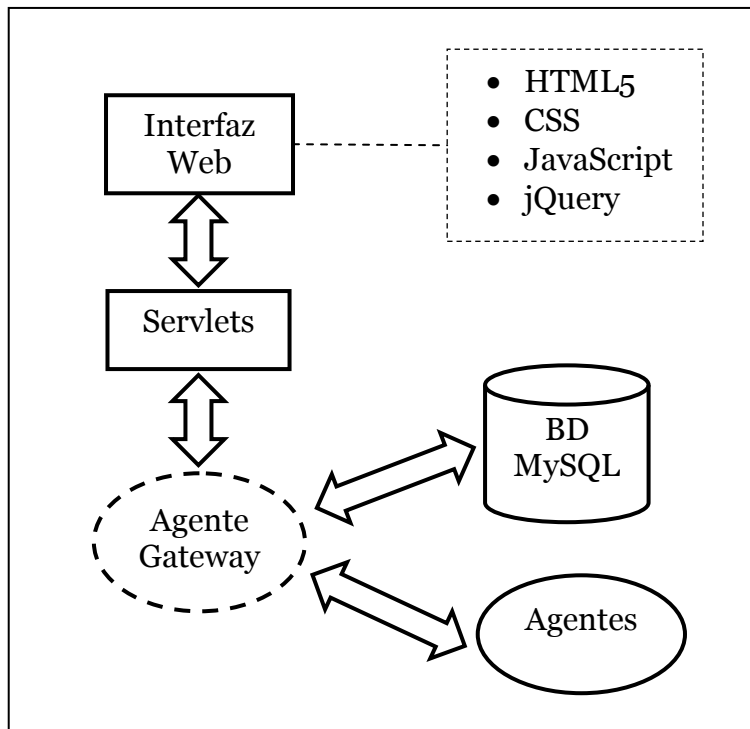 Interfaz
Web
• HTML5
• CSS
• JavaScript
• jQuery
Servlets
BD
MySQL
Agente
Gateway
Agentes